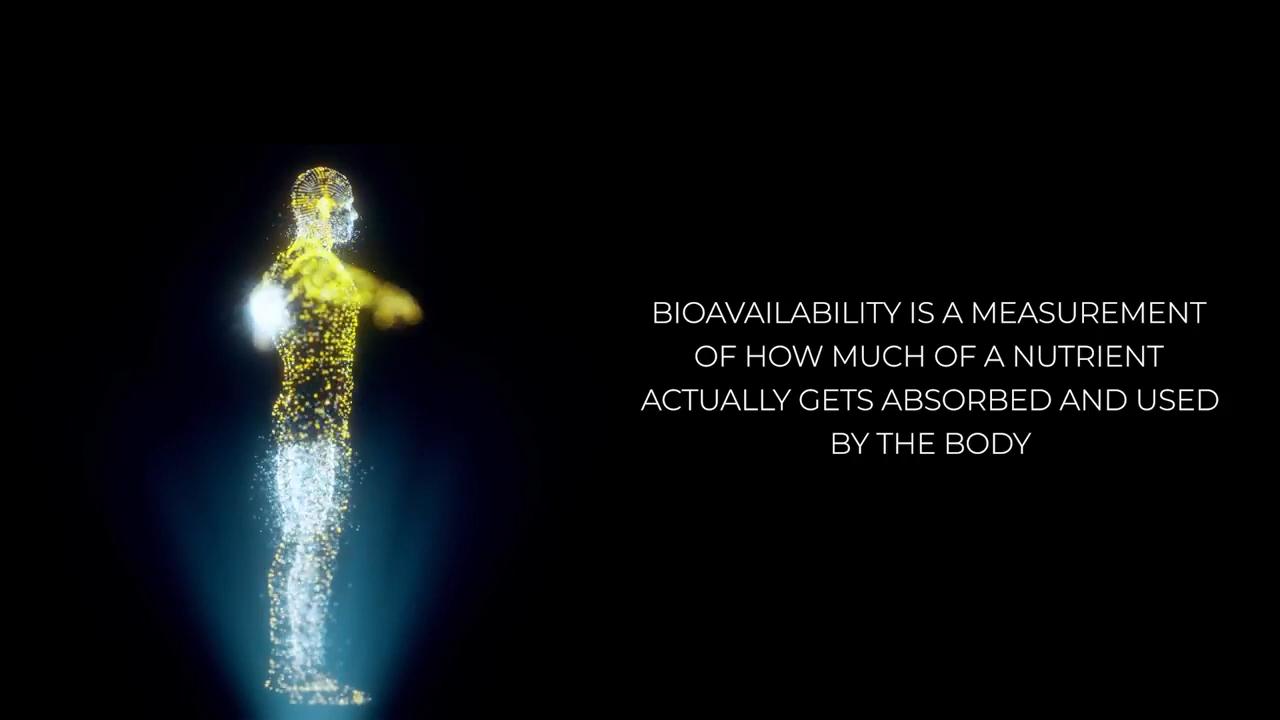 BIOAVAILABILITY IS A MEASUREMENT
OF HOW MUCH OF A NUTRIENT
ACTUALLY GETS ABSORBED AND USED
BY THE BODY